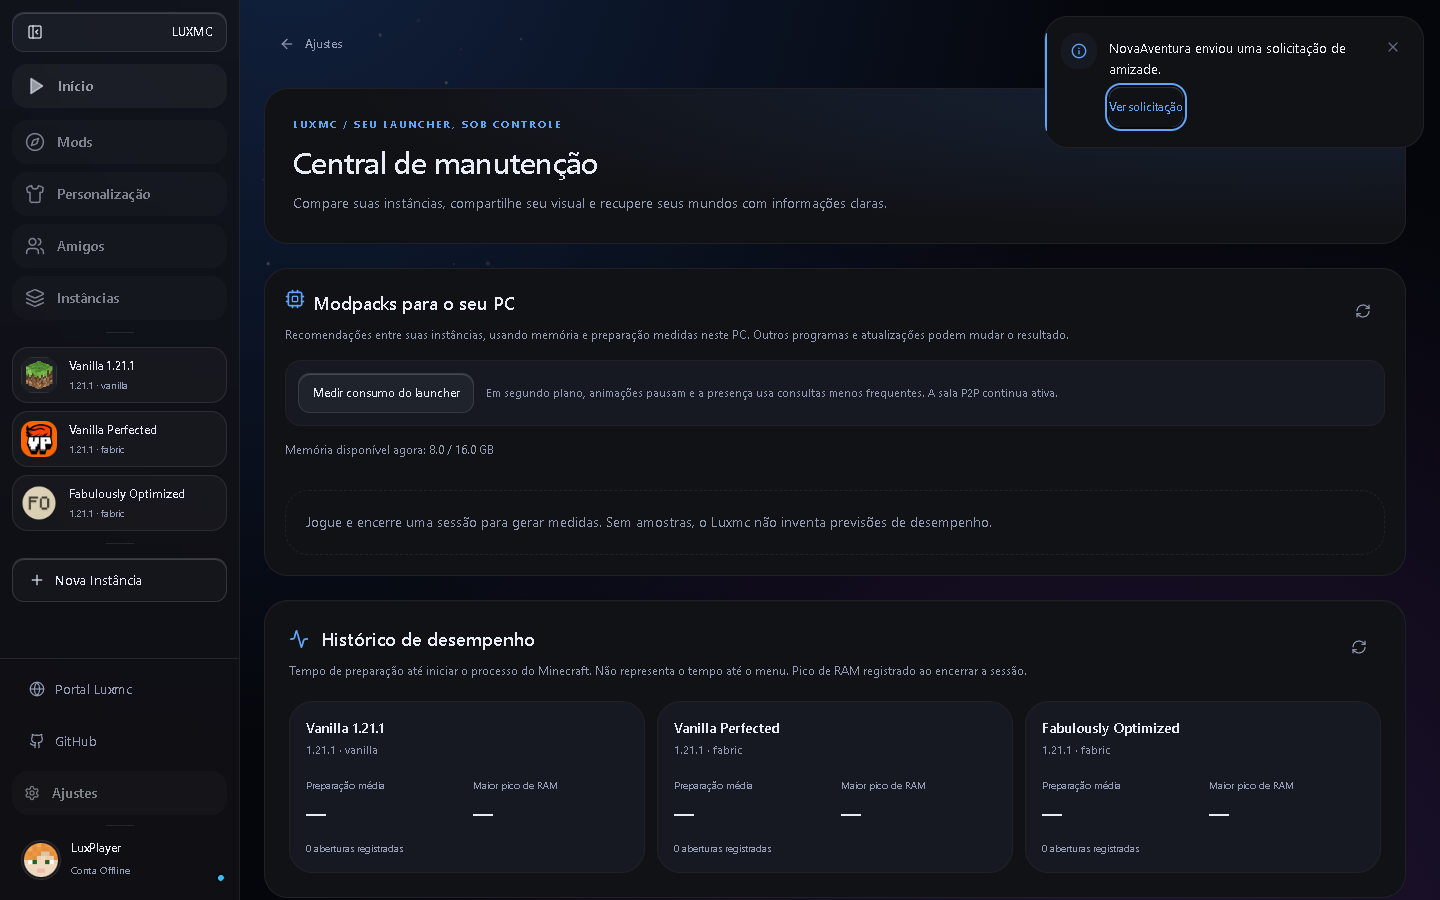 LUXMC
Início
Mods
Personalização
Amigos
Instâncias
Vanilla 1.21.1
1.21.1 · vanilla
Vanilla Perfected
1.21.1 · fabric
Fabulously Optimized
1.21.1 · fabric
Nova Instância
Portal Luxmc
GitHub
Ajustes
LuxPlayer
Conta Offline
Ajustes
NovaAventura enviou uma solicitação de
amizade.
Ver solicitação
LUXMC / SEU LAUNCHER, SOB CONTROLE
Central de manutenção
Compare suas instâncias, compartilhe seu visual e recupere seus mundos com informações claras.
Modpacks para o seu PC
Recomendações entre suas instâncias, usando memória e preparação medidas neste PC. Outros programas e atualizações podem mudar o resultado.
Medir consumo do launcher
Em segundo plano, animações pausam e a presença usa consultas menos frequentes. A sala P2P continua ativa.
Memória disponível agora: 8.0 / 16.0 GB
Jogue e encerre uma sessão para gerar medidas. Sem amostras, o Luxmc não inventa previsões de desempenho.
Histórico de desempenho
Tempo de preparação até iniciar o processo do Minecraft. Não representa o tempo até o menu. Pico de RAM registrado ao encerrar a sessão.
Vanilla 1.21.1
1.21.1 · vanilla
Preparação média
Maior pico de RAM
—
—
0 aberturas registradas
Vanilla Perfected
1.21.1 · fabric
Preparação média
Maior pico de RAM
—
—
0 aberturas registradas
Fabulously Optimized
1.21.1 · fabric
Preparação média
Maior pico de RAM
—
—
0 aberturas registradas
VP
FO